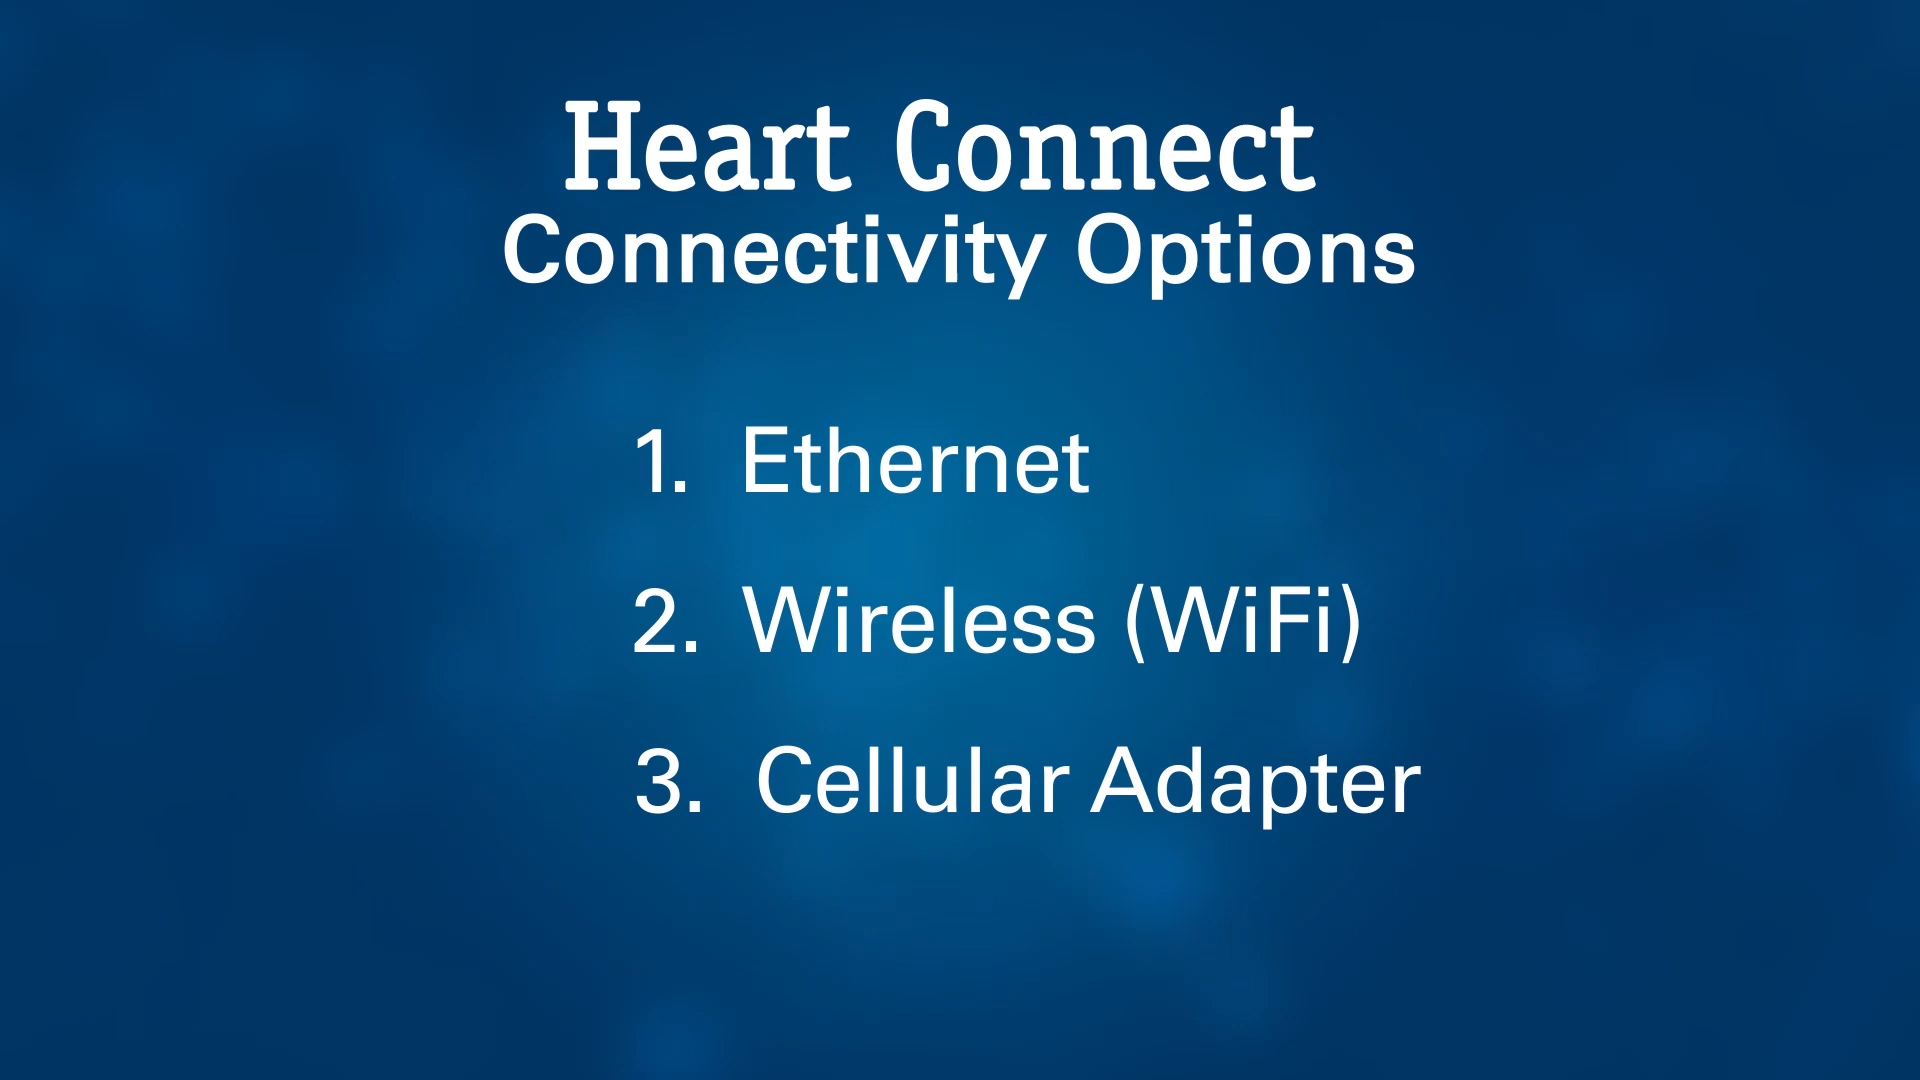 Heart Connect
Connectivity Options
1. Ethernet
2. Wireless (WiFi)
3. Cellular Adapter